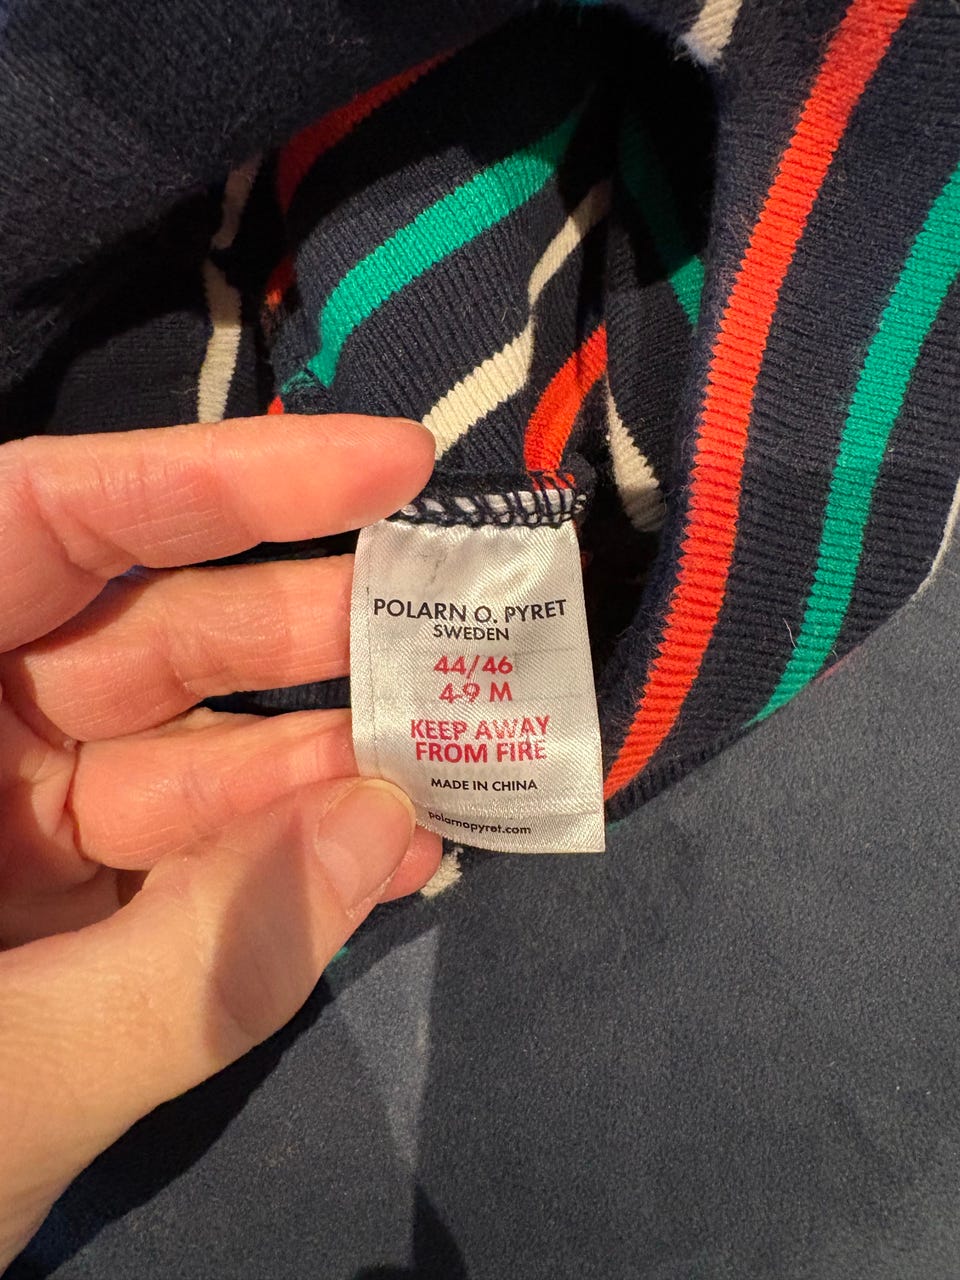 POLARN O. PYRET
SWEDEN
44/46
4-9 M
KEEP AWAY
FROM FIRE
MADE IN CHINA
polarnopyret.com